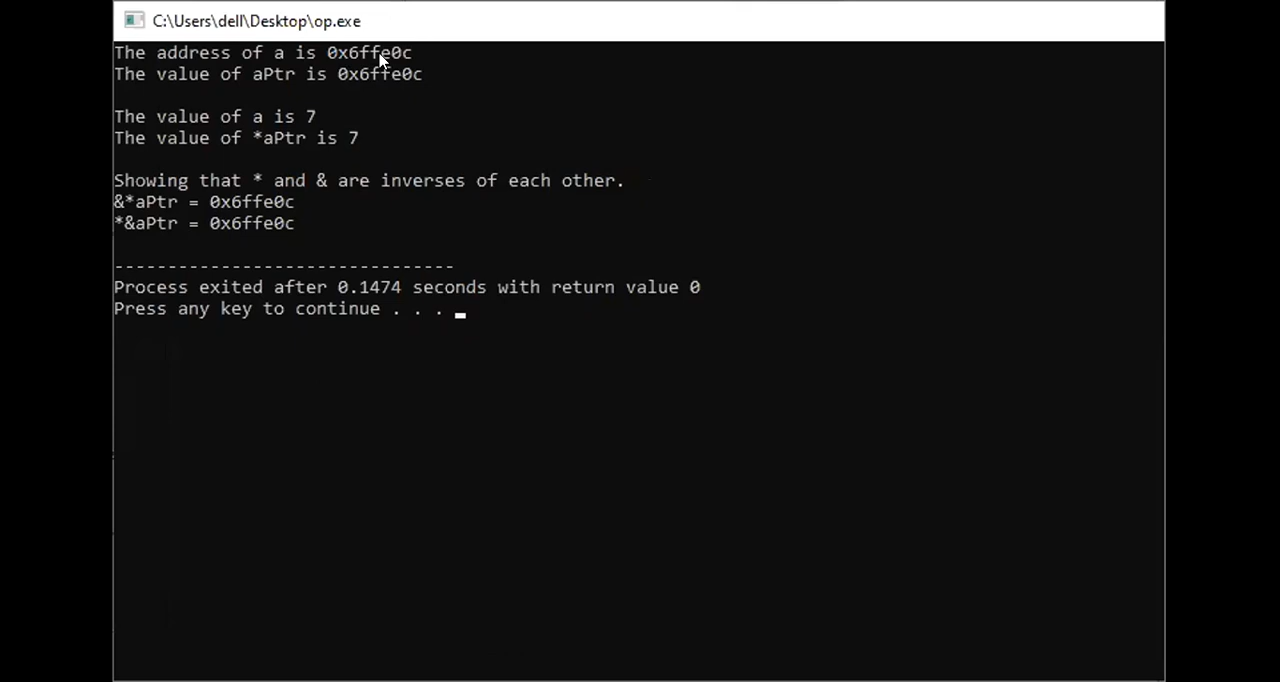 C:\Users\dell\Desktop\op.exe
The address of a is 0x6ffe0c
The value of aPtr is 0x6ffe0c
The value of a is 7
The value of *aPtr is 7
Showing that * and & are inverses of each other.
&*aPtr = 0x6ffe0c
*&aPtr = 0x6ffe0c
--------------------------------
Process exited after 0.1474 seconds with return value 0
Press any key to continue . . .